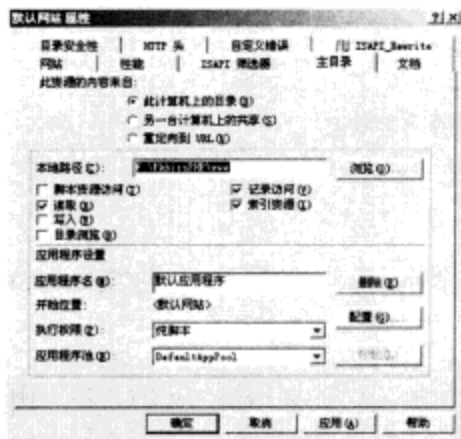 默认网站 属性
目录安全性 HTTP 头 自定义错误 ISAPI_Rewrite
网站 性能 ISAPI 筛选器 主目录 文档
此资源的内容来自:
此计算机上的目录(D)
另一台计算机上的共享(S)
重定向到 URL(U)
本地路径(C): 浏览(O)...
脚本资源访问(T) 记录访问(V)
读取(R) 索引资源(I)
写入(W)
目录浏览(B)
应用程序设置
应用程序名(M): 默认应用程序 删除(E)
开始位置: <默认网站>
配置(G)...
执行权限(P): 纯脚本
应用程序池(N): DefaultAppPool
确定 取消 应用(A) 帮助